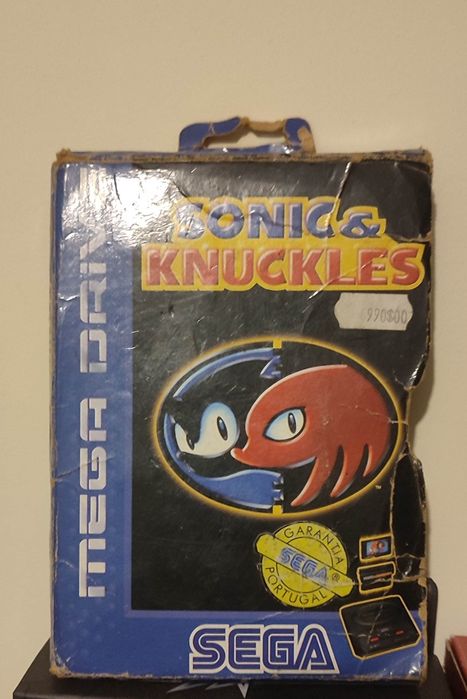 SONIC &
KNUCKLES
990$00
MEGA DRIVE
GARANTIA
SEGA
PORTUGAL
SEGA